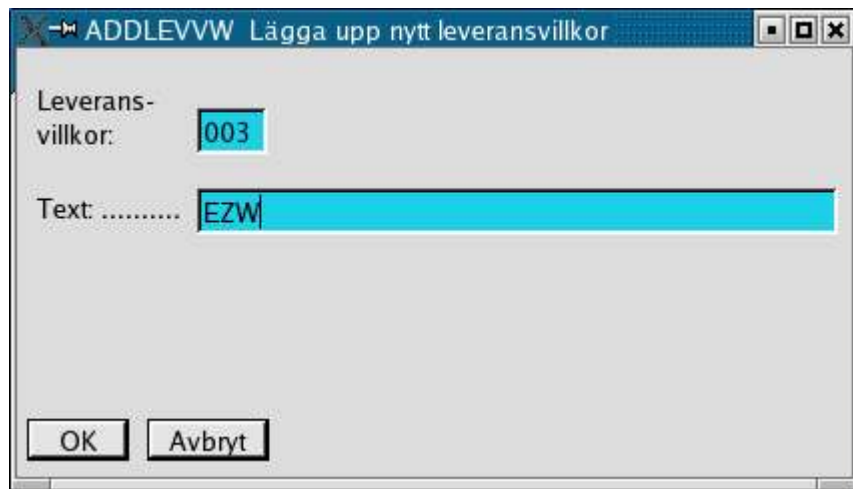 ADDLEVVW Lägga upp nytt leveransvillkor
Leverans-
villkor:
003
Text: ..........
EZW
OK
Avbryt